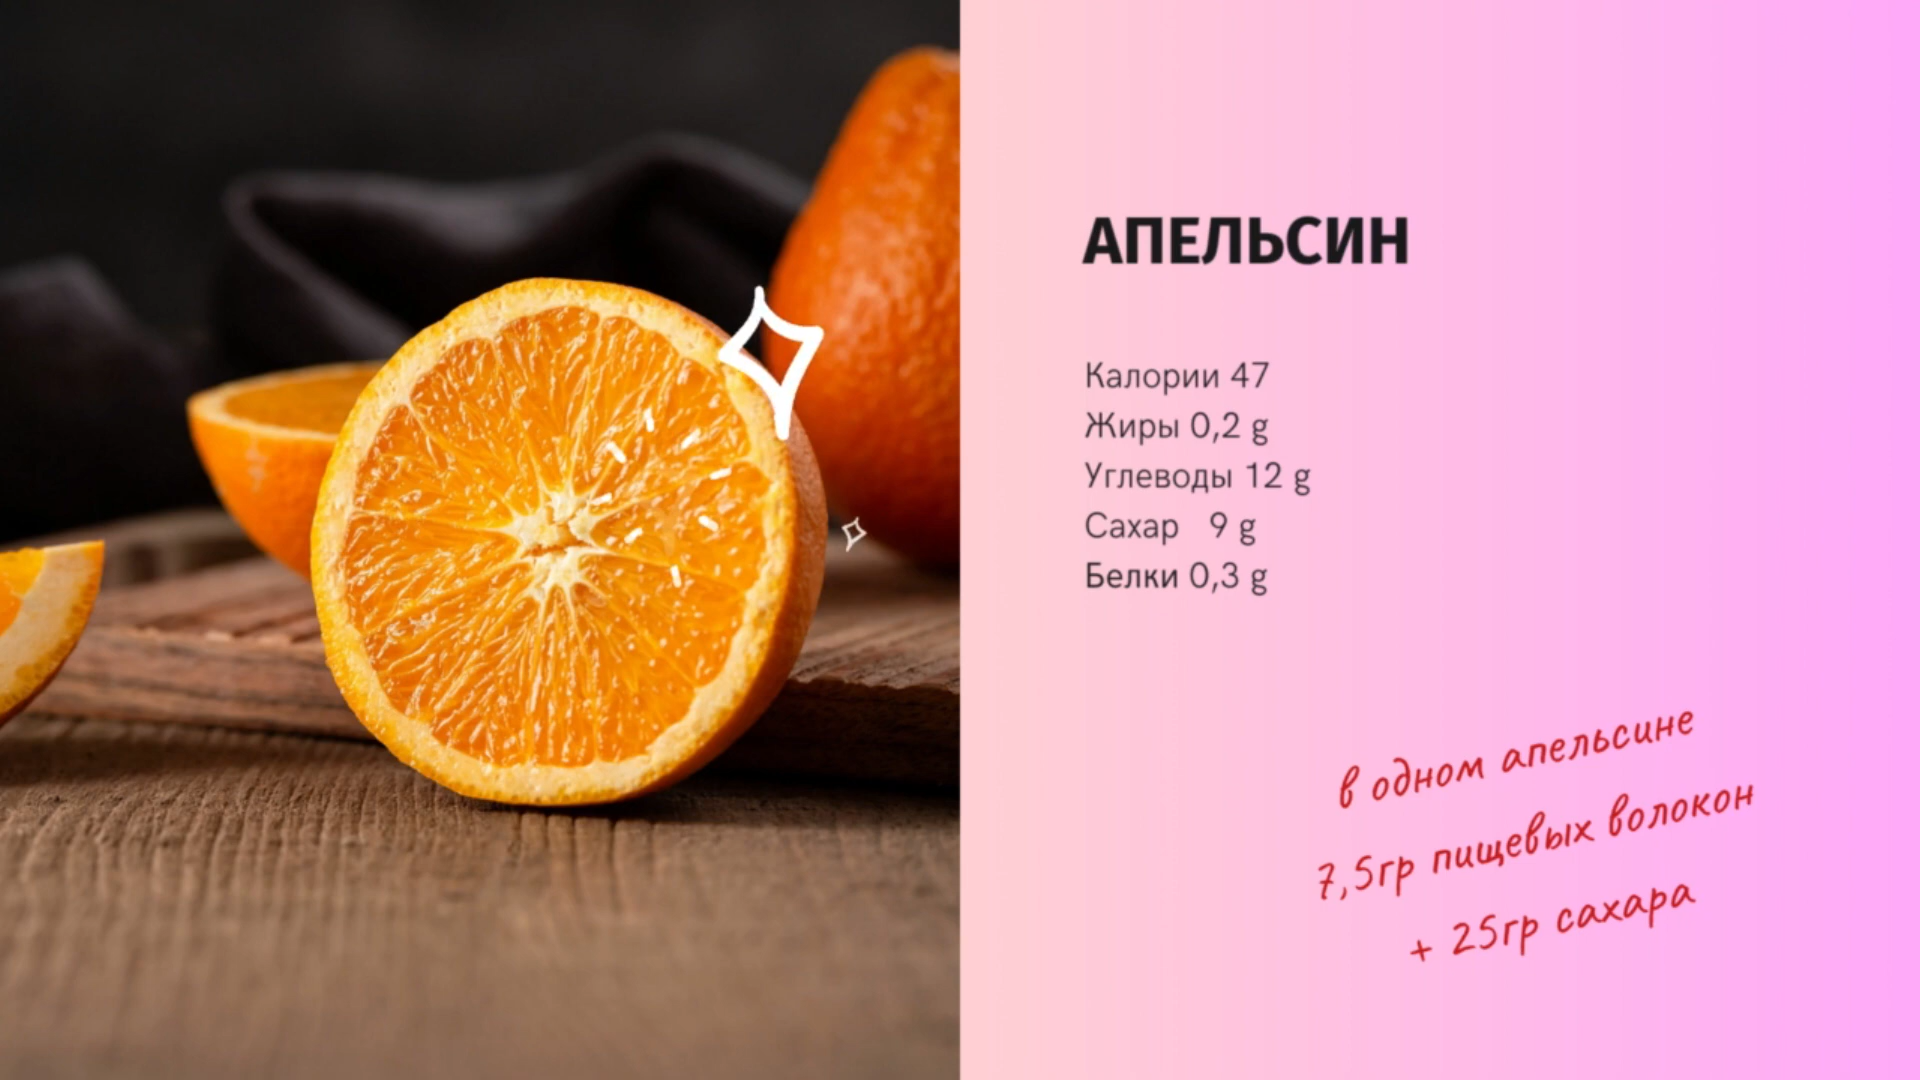 АПЕЛЬСИН
Калории 47
Жиры 0,2 g
Углеводы 12 g
Сахар 9 g
Белки 0,3 g
в одном апельсине
7,5гр пищевых волокон
+ 25гр сахара